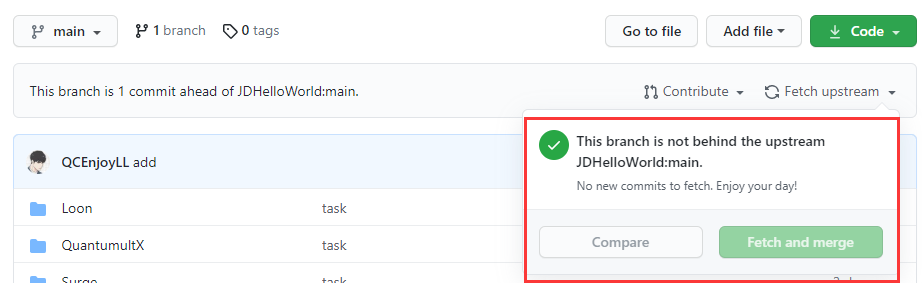 main
1 branch
0 tags
Go to file
Add file
Code
This branch is 1 commit ahead of JDHelloWorld:main.
Contribute
Fetch upstream
This branch is not behind the upstream
JDHelloWorld:main.
No new commits to fetch. Enjoy your day!
Compare
Fetch and merge
QCEnjoyLL add
Loon
task
QuantumultX
task
Surge
task